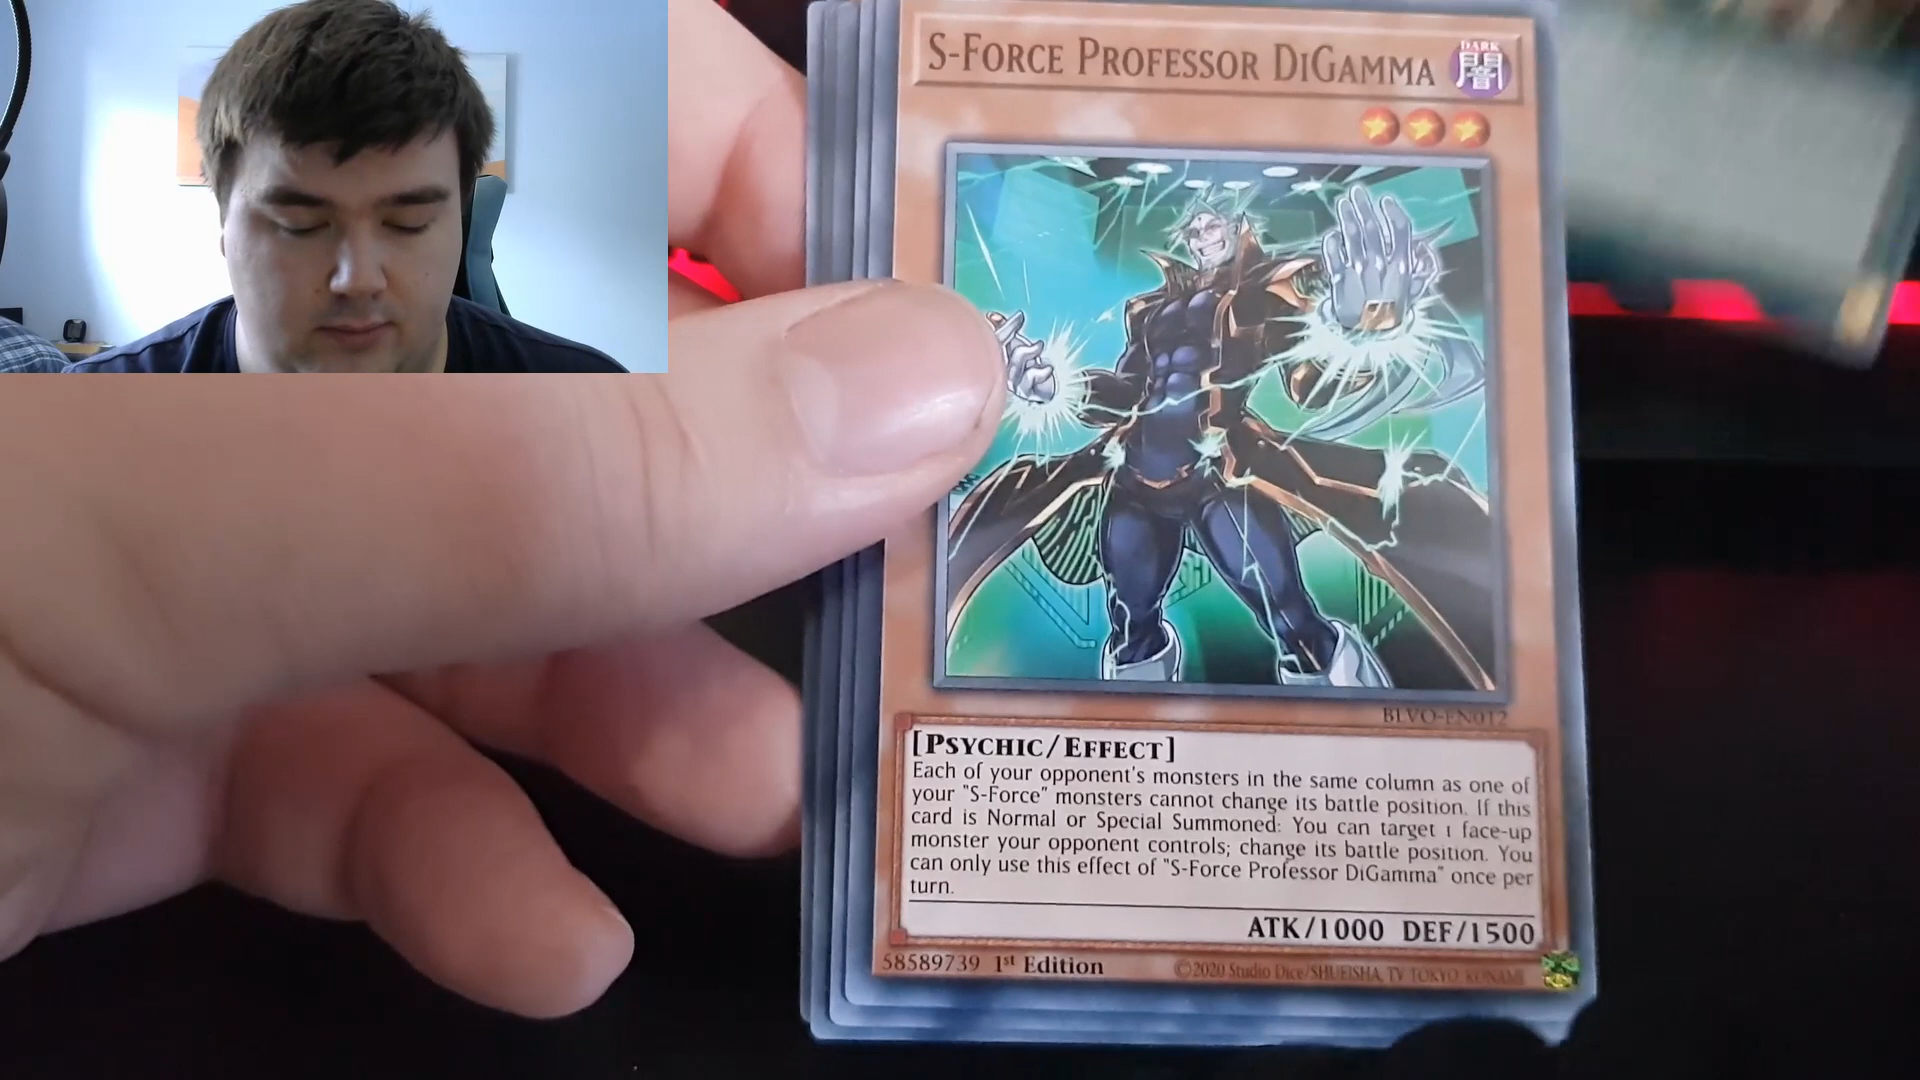 S-Force Professor DiGamma
DARK
闇
BLVO-EN012
[Psychic/Effect]
Each of your opponent's monsters in the same column as one of
your "S-Force" monsters cannot change its battle position. If this
card is Normal or Special Summoned: You can target 1 face-up
monster your opponent controls; change its battle position. You
can only use this effect of "S-Force Professor DiGamma" once per
turn.
ATK/1000 DEF/1500
58589739 1st Edition
©2020 Studio Dice/SHUEISHA, TV TOKYO, KONAMI